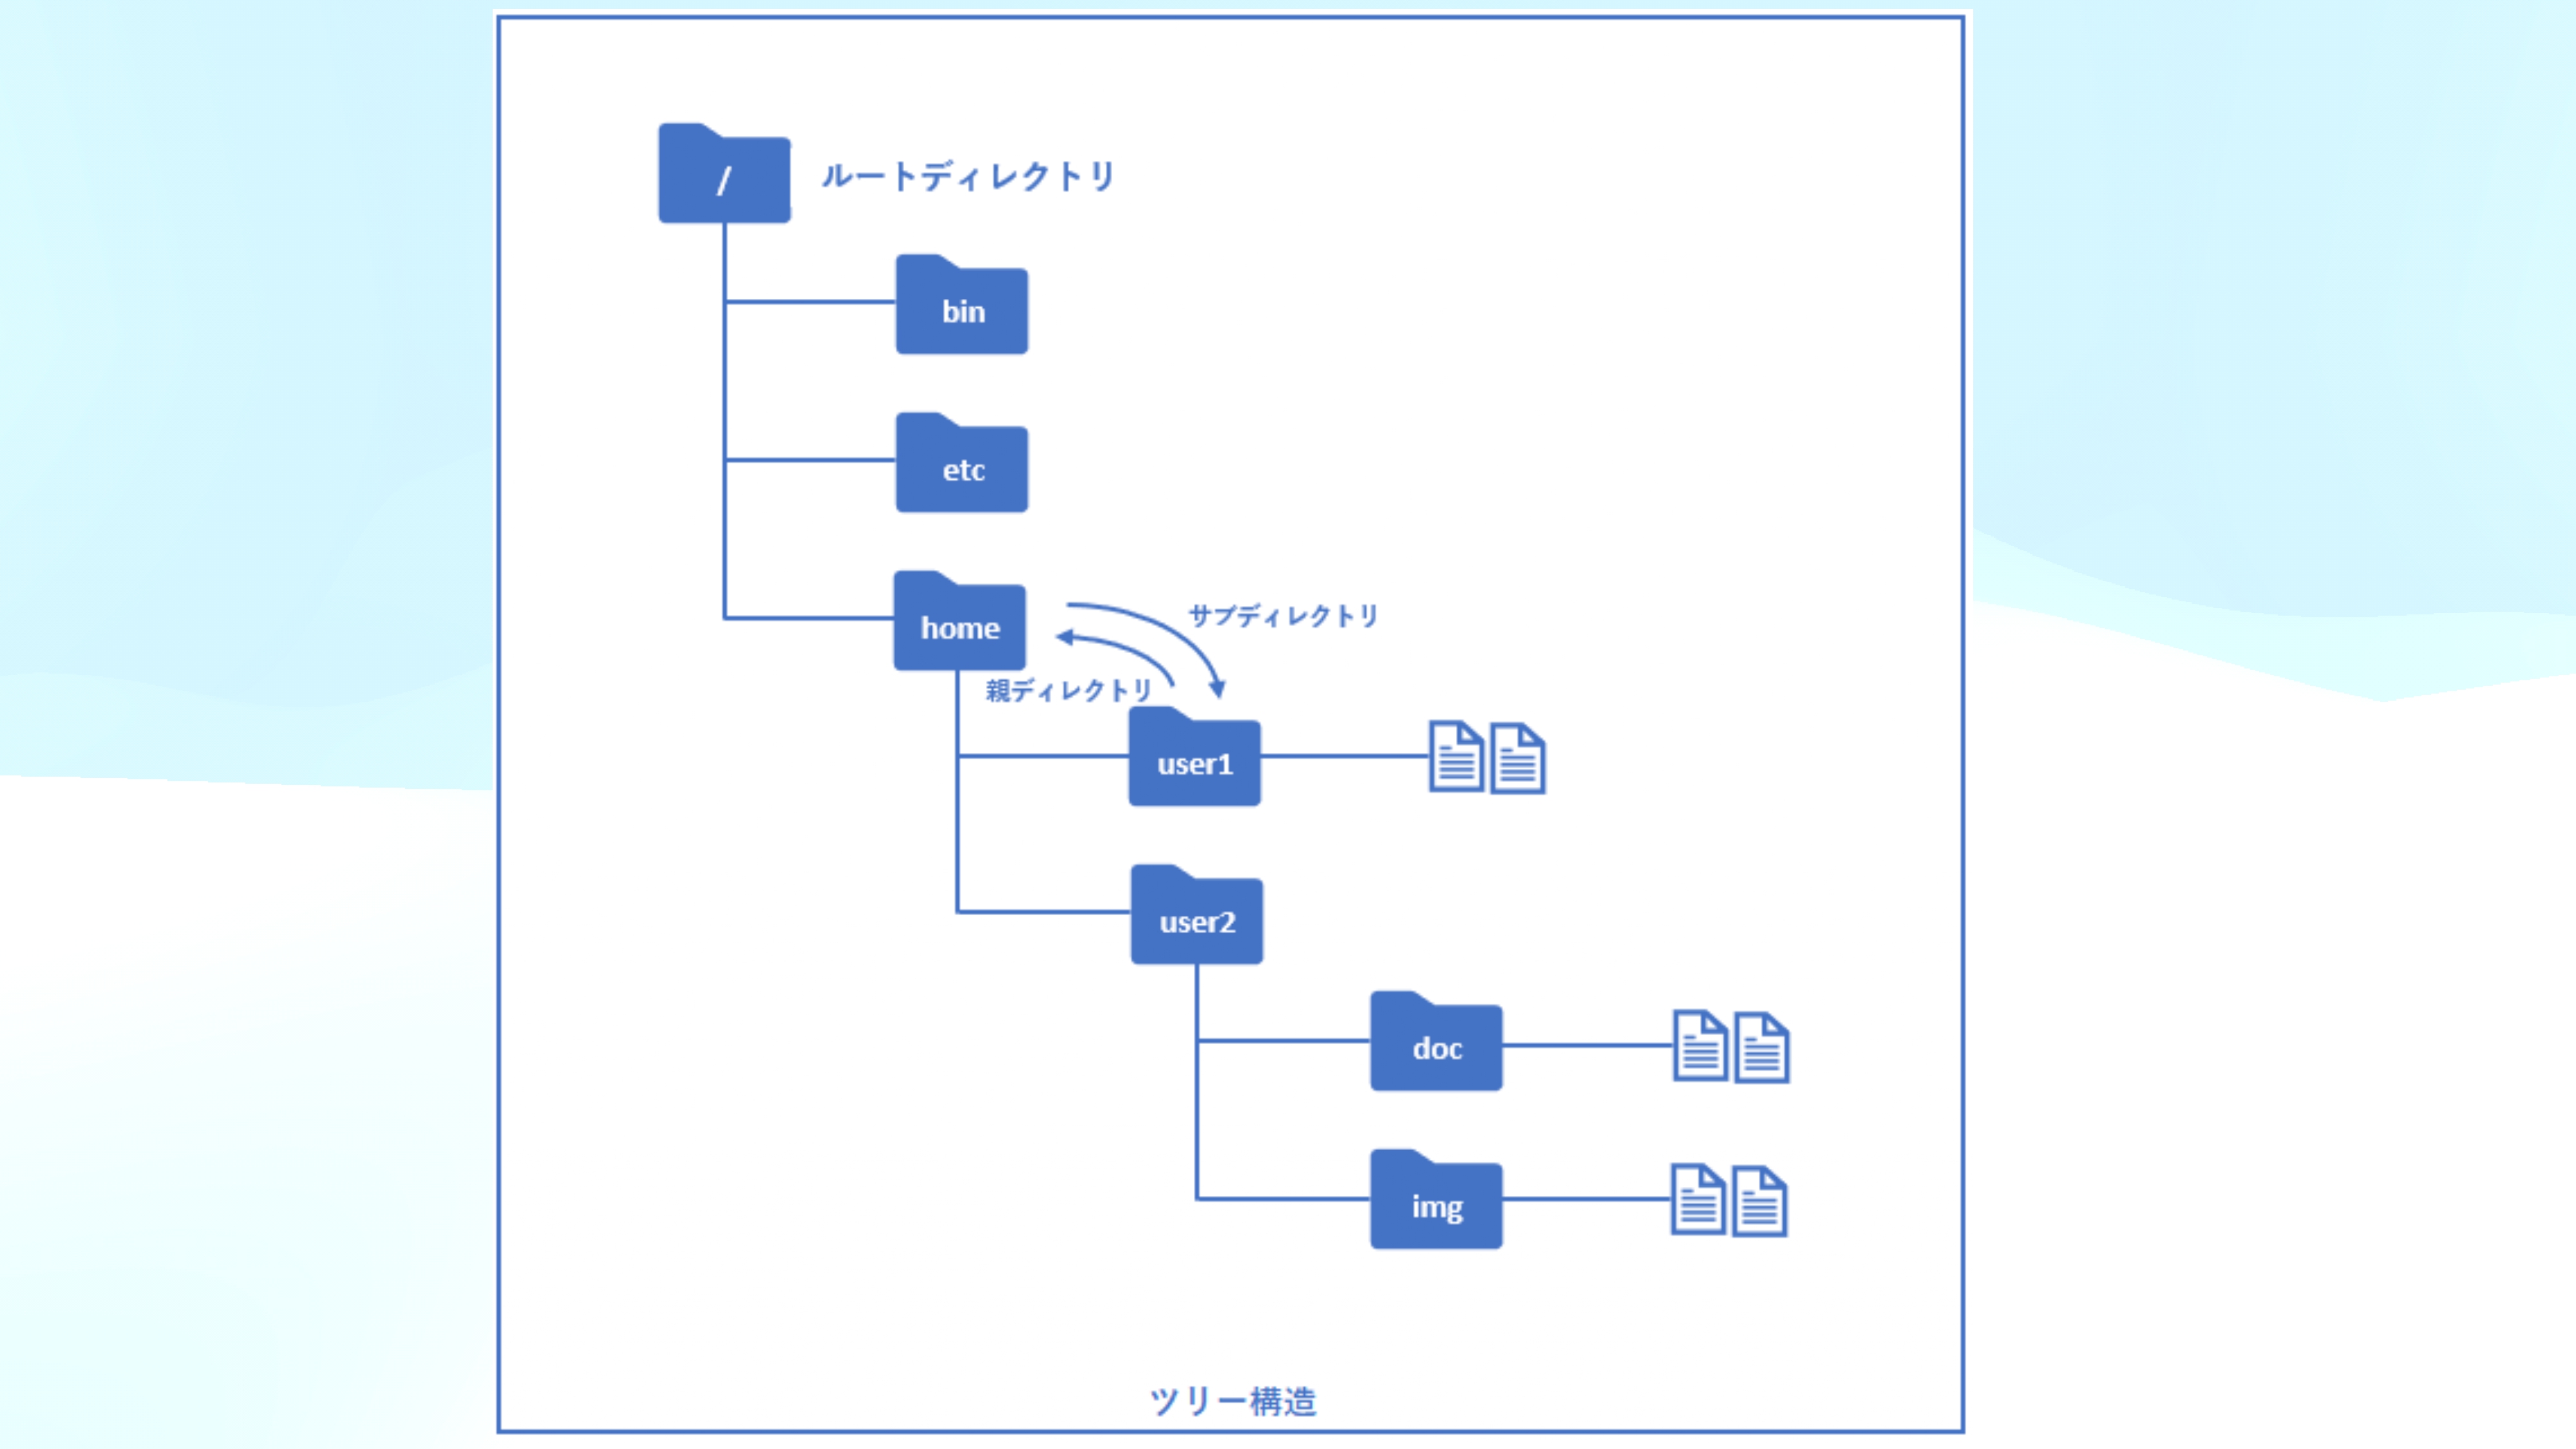 /
ルートディレクトリ
bin
etc
home
サブディレクトリ
親ディレクトリ
user1
user2
doc
img
ツリー構造